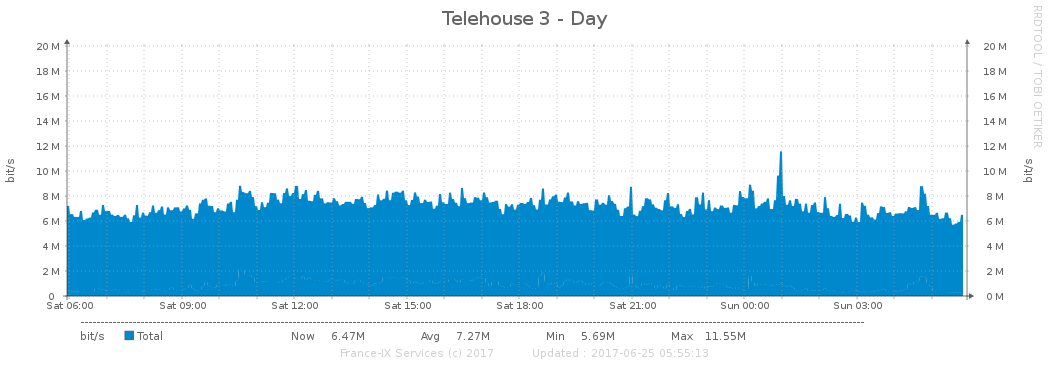 Telehouse 3 - Day
RRDTOOL / TOBI OETIKER
bit/s
bit/s
20 M 20 M
18 M 18 M
16 M 16 M
14 M 14 M
12 M 12 M
10 M 10 M
8 M 8 M
6 M 6 M
4 M 4 M
2 M 2 M
0 0 M
Sat 06:00 Sat 09:00 Sat 12:00 Sat 15:00 Sat 18:00 Sat 21:00 Sun 00:00 Sun 03:00
bit/s Total Now 6.47M Avg 7.27M Min 5.69M Max 11.55M
France-IX Services (c) 2017 Updated : 2017-06-25 05:55:13